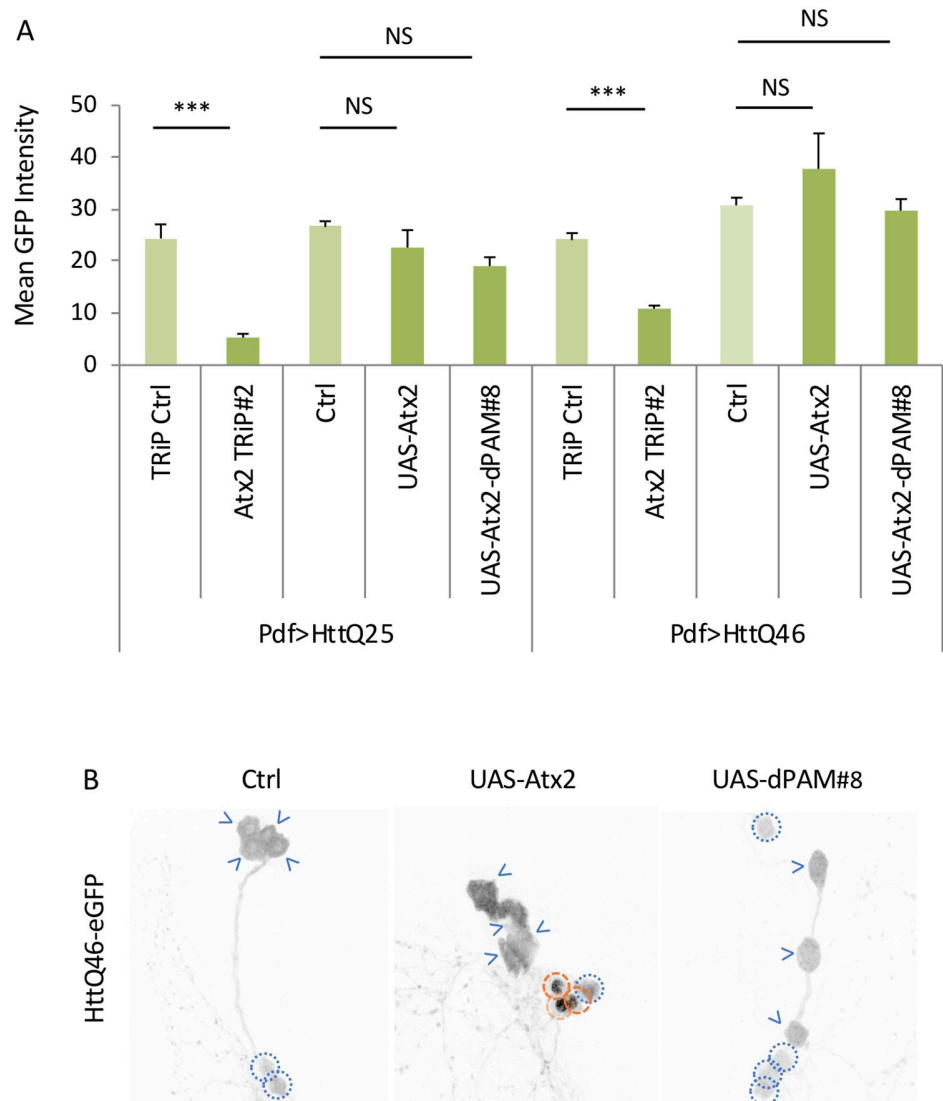 A
NS
NS
***
NS
***
NS
Mean GFP Intensity
50
40
30
20
10
0
TRiP Ctrl
Atx2 TRiP#2
Ctrl
UAS-Atx2
UAS-Atx2-dPAM#8
TRiP Ctrl
Atx2 TRiP#2
Ctrl
UAS-Atx2
UAS-Atx2-dPAM#8
Pdf>HttQ25
Pdf>HttQ46
B
Ctrl
UAS-Atx2
UAS-dPAM#8
HttQ46-eGFP